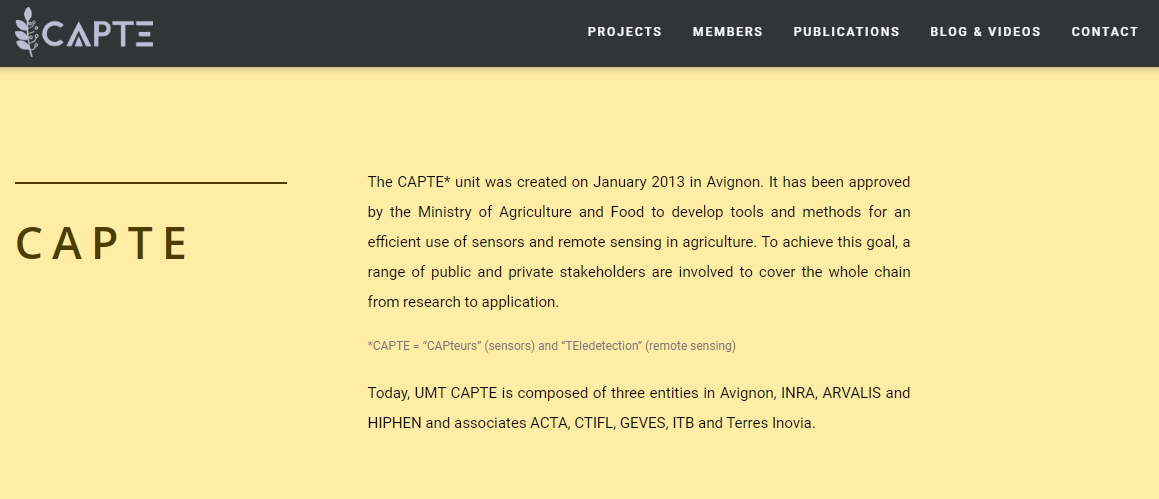 CAPTE
PROJECTS MEMBERS PUBLICATIONS BLOG & VIDEOS CONTACT
CAPTE
The CAPTE* unit was created on January 2013 in Avignon. It has been approved
by the Ministry of Agriculture and Food to develop tools and methods for an
efficient use of sensors and remote sensing in agriculture. To achieve this goal, a
range of public and private stakeholders are involved to cover the whole chain
from research to application.
*CAPTE = “CAPteurs” (sensors) and “TEledetection” (remote sensing)
Today, UMT CAPTE is composed of three entities in Avignon, INRA, ARVALIS and
HIPHEN and associates ACTA, CTIFL, GEVES, ITB and Terres Inovia.